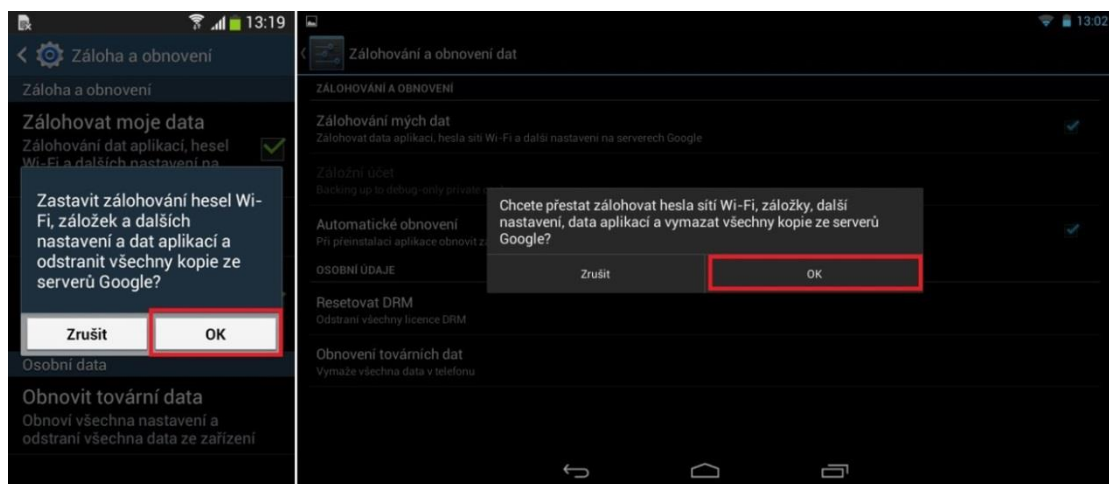 13:19
Záloha a obnovení
Záloha a obnovení
Zálohovat moje data
Zálohování dat aplikací, hesel
Wi-Fi a dalších nastavení na
Zastavit zálohování hesel Wi-
Fi, záložek a dalších
nastavení a dat aplikací a
odstranit všechny kopie ze
serverů Google?
Zrušit
OK
Osobní data
Obnovit tovární data
Obnoví všechna nastavení a
odstraní všechna data ze zařízení
13:02
Zálohování a obnovení dat
ZÁLOHOVÁNÍ A OBNOVENÍ
Zálohování mých dat
Zálohovat data aplikací, hesla sítí Wi-Fi a další nastavení na serverech Google
Záložní účet
Backing up to debug-only private
Automatické obnovení
Při přeinstalaci aplikace obnovit
Chcete přestat zálohovat hesla sítí Wi-Fi, záložky, další
nastavení, data aplikací a vymazat všechny kopie ze serverů
Google?
Zrušit
OK
OSOBNÍ ÚDAJE
Resetovat DRM
Odstraní všechny licence DRM
Obnovení továrních dat
Vymaže všechna data v telefonu